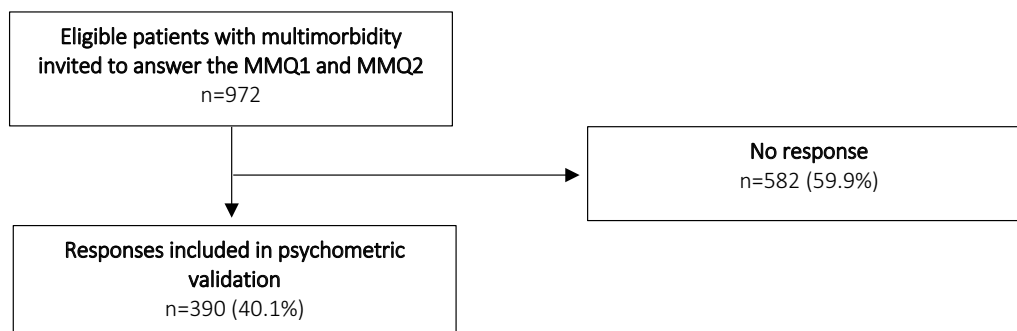 Eligible patients with multimorbidity
invited to answer the MMQ1 and MMQ2
n=972
No response
n=582 (59.9%)
Responses included in psychometric
validation
n=390 (40.1%)